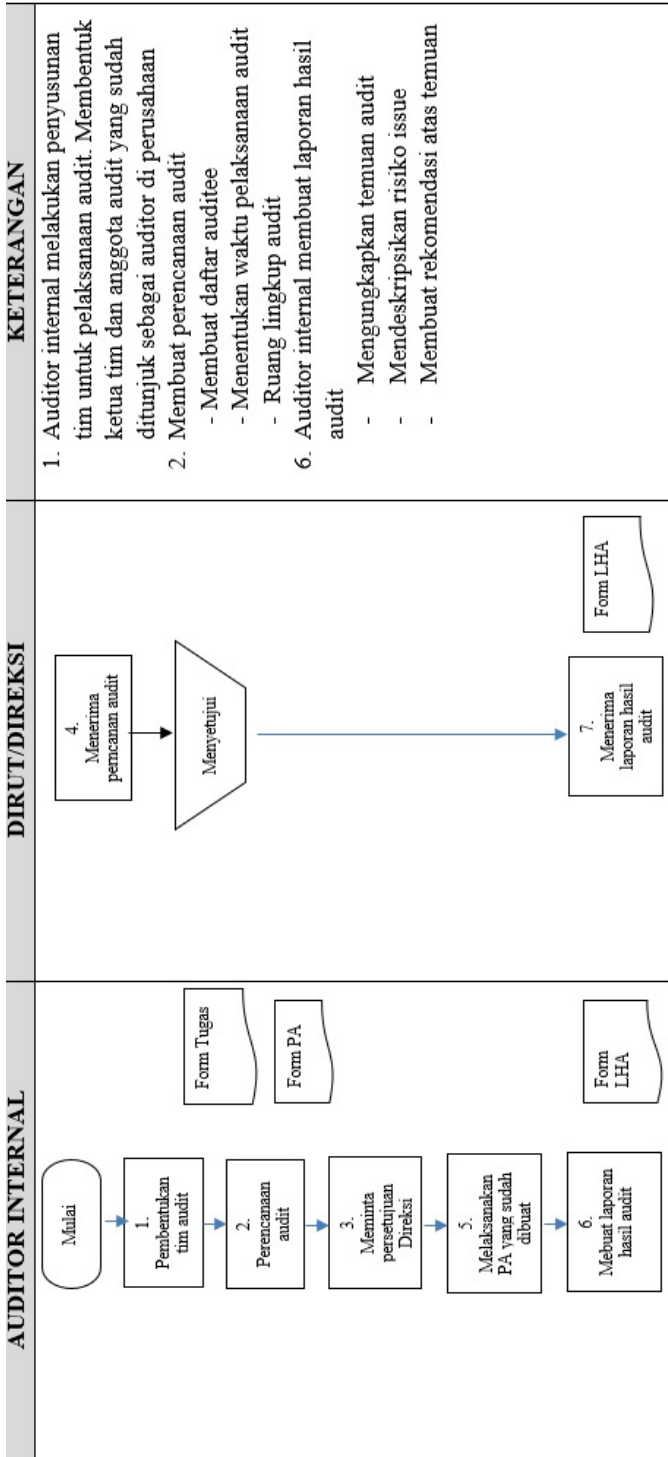 AUDITOR INTERNAL
DIRUT/DIREKSI
KETERANGAN
Mulai
1.
Pembentukan
tim audit
Form Tugas
2.
Perencanaan
audit
Form PA
3.
Meminta
persetujuan
Direksi
5.
Melaksanakan
PA yang sudah
dibuat
6.
Mebuat laporan
hasil audit
Form
LHA
4.
Menerima
perncanan audit
Menyetujui
7.
Menerima
laporan hasil
audit
Form LHA
1. Auditor internal melakukan penyusunan
tim untuk pelaksanaan audit. Membentuk
ketua tim dan anggota audit yang sudah
ditunjuk sebagai auditor di perusahaan
2. Membuat perencanaan audit
- Membuat daftar auditee
- Menentukan waktu pelaksanaan audit
- Ruang lingkup audit
6. Auditor internal membuat laporan hasil
audit
- Mengungkapkan temuan audit
- Mendeskripsikan risiko issue
- Membuat rekomendasi atas temuan